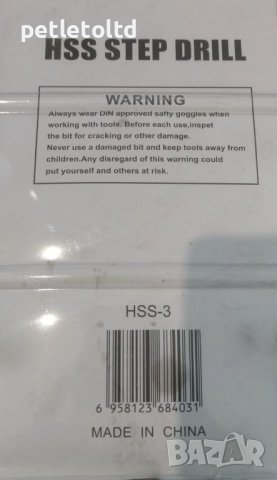 petletoltd
HSS STEP DRILL
WARNING
Always wear DIN approved safty goggles when
working with tools. Before each use,inspet
the bit for cracking or other damage.
Never use a damaged bit and keep tools away from
children.Any disregard of this warning could
put yourself and others at risk.
HSS-3
6 958123 684031
MADE IN CHINA
BAZAR